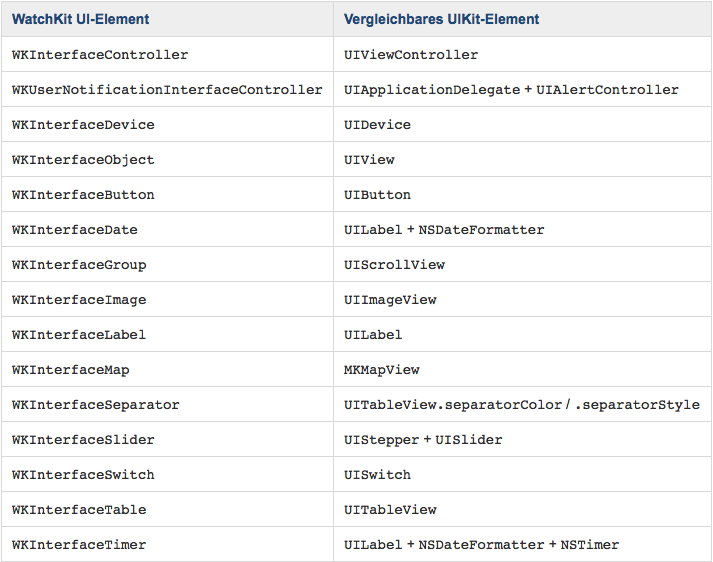 WatchKit UI-Element Vergleichbares UIKit-Element
WKInterfaceController UIViewController
WKUserNotificationInterfaceController UIApplicationDelegate + UIAlertController
WKInterfaceDevice UIDevice
WKInterfaceObject UIView
WKInterfaceButton UIButton
WKInterfaceDate UILabel + NSDateFormatter
WKInterfaceGroup UIScrollView
WKInterfaceImage UIImageView
WKInterfaceLabel UILabel
WKInterfaceMap MKMapView
WKInterfaceSeparator UITableView.separatorColor / .separatorStyle
WKInterfaceSlider UIStepper + UISlider
WKInterfaceSwitch UISwitch
WKInterfaceTable UITableView
WKInterfaceTimer UILabel + NSDateFormatter + NSTimer